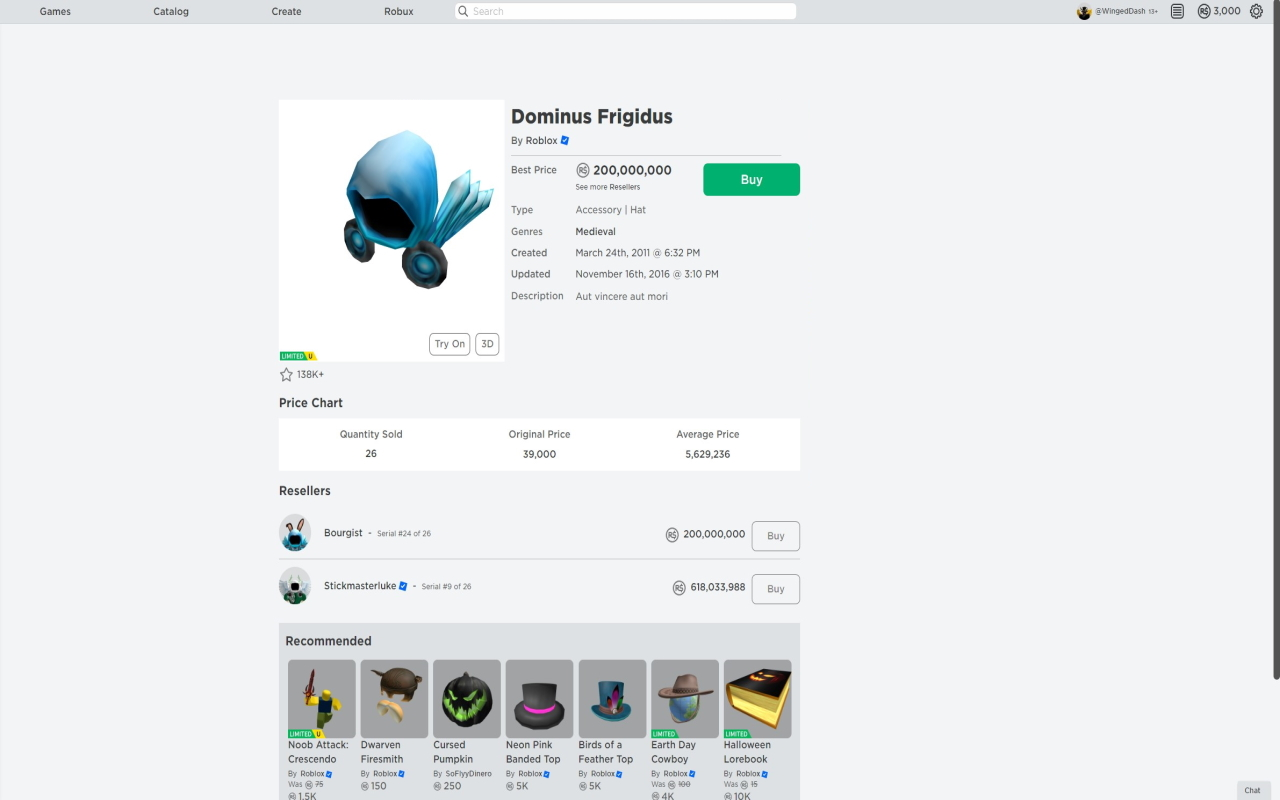 Games Catalog Create Robux Search @WingedDash 13+ 3,000
Dominus Frigidus
By Roblox
Best Price 200,000,000 Buy
See more Resellers
Type Accessory | Hat
Genres Medieval
Created March 24th, 2011 @ 6:32 PM
Updated November 16th, 2016 @ 3:10 PM
Description Aut vincere aut mori
Try On 3D
LIMITED U
138K+
Price Chart
Quantity Sold Original Price Average Price
26 39,000 5,629,236
Resellers
Bourgist - Serial #24 of 26 200,000,000 Buy
Stickmasterluke - Serial #9 of 26 618,033,988 Buy
Recommended
LIMITED U LIMITED LIMITED
Noob Attack: Dwarven Cursed Neon Pink Birds of a Earth Day Halloween
Crescendo Firesmith Pumpkin Banded Top Feather Top Cowboy Lorebook
By Roblox By Roblox By SoFlyyDinero By Roblox By Roblox By Roblox By Roblox
Was 75 150 250 5K 5K Was 100 Was 15
1.5K 4K 10K
Chat